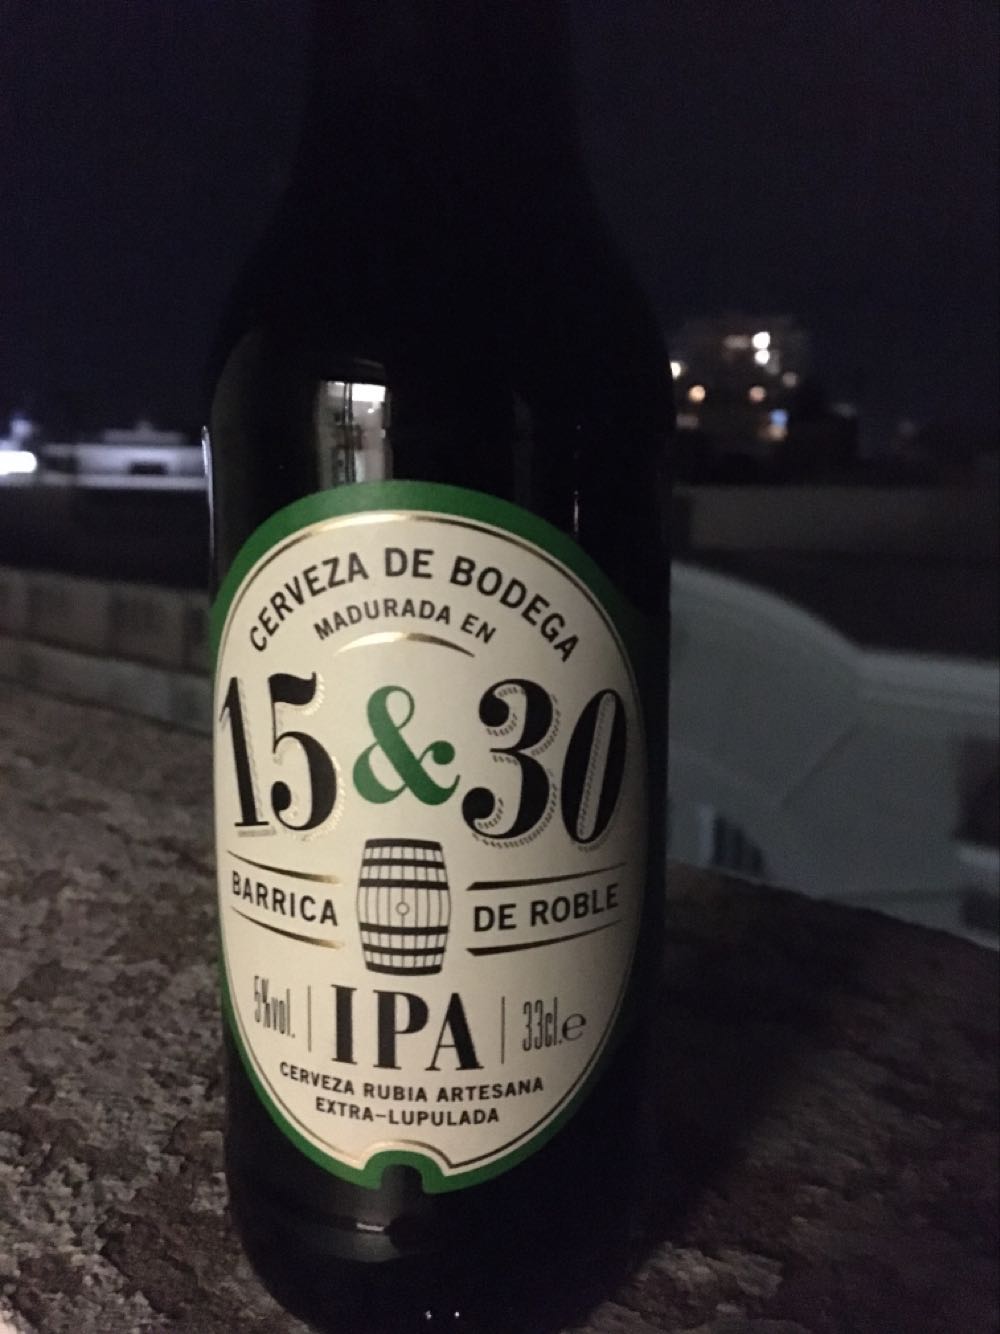 CERVEZA DE BODEGA
MADURADA EN
15 & 30
BARRICA DE ROBLE
5%vol. IPA 33cl.e
CERVEZA RUBIA ARTESANA
EXTRA-LUPULADA